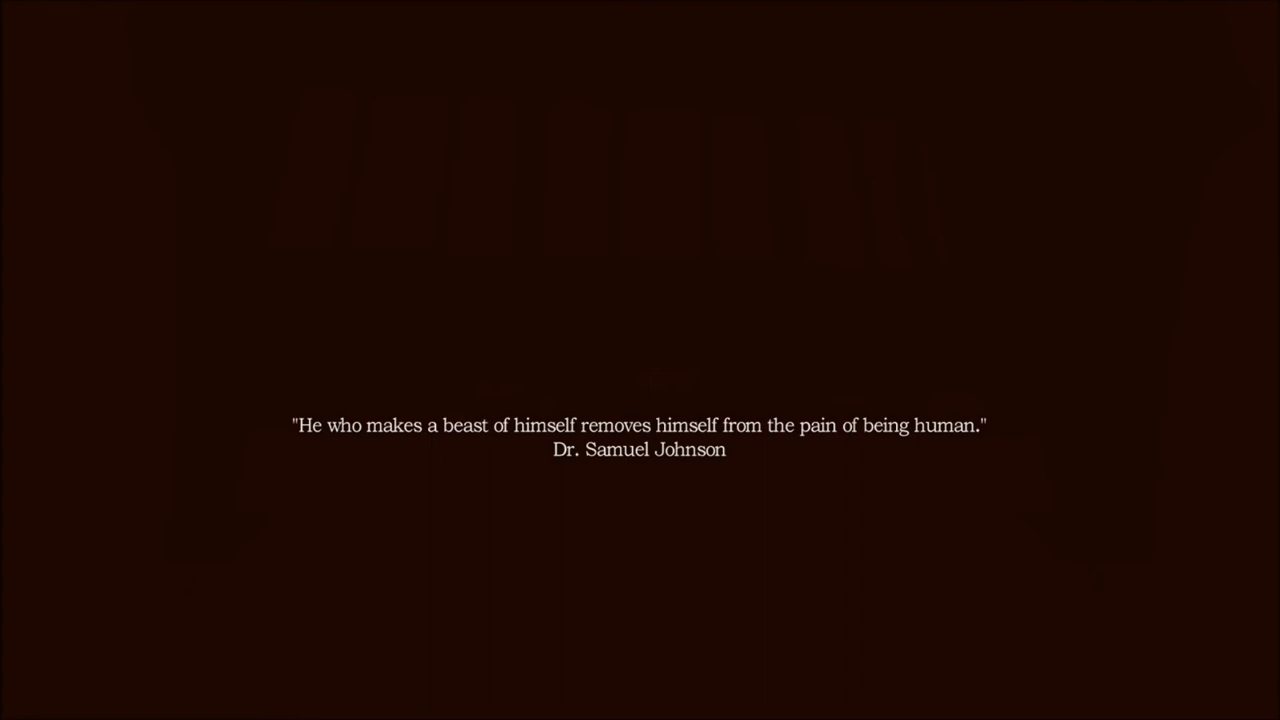 "He who makes a beast of himself removes himself from the pain of being human."
Dr. Samuel Johnson